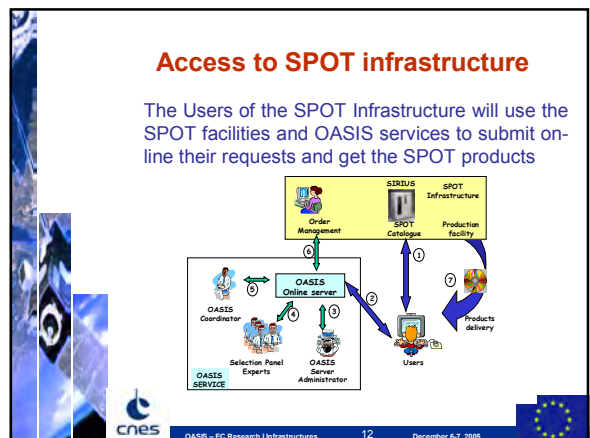 Access to SPOT infrastructure
The Users of the SPOT Infrastructure will use the
SPOT facilities and OASIS services to submit on-
line their requests and get the SPOT products
SIRIUS
SPOT
Infrastructure
Order
Management
SPOT
Catalogue
Production
facility
6
1
7
OASIS
Online server
5
2
OASIS
Coordinator
4
3
Products
delivery
Selection Panel
Experts
OASIS
Server
Administrator
Users
OASIS
SERVICE
cnes
OASIS – EC Research Infrastructures
12
December 6-7, 2005